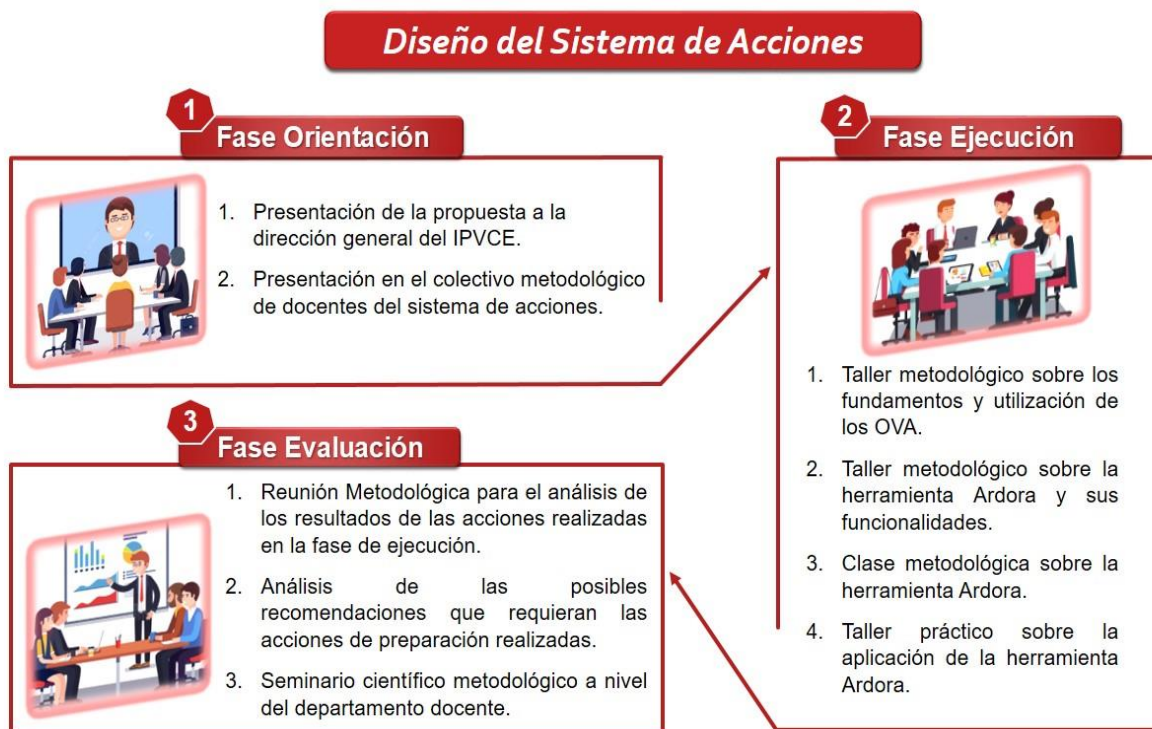 Diseño del Sistema de Acciones
1
Fase Orientación
1. Presentación de la propuesta a la
dirección general del IPVCE.
2. Presentación en el colectivo metodológico
de docentes del sistema de acciones.
2
Fase Ejecución
1. Taller metodológico sobre los
fundamentos y utilización de
los OVA.
2. Taller metodológico sobre la
herramienta Ardora y sus
funcionalidades.
3. Clase metodológica sobre la
herramienta Ardora.
4. Taller práctico sobre la
aplicación de la herramienta
Ardora.
3
Fase Evaluación
1. Reunión Metodológica para el análisis de
los resultados de las acciones realizadas
en la fase de ejecución.
2. Análisis de las posibles
recomendaciones que requieran las
acciones de preparación realizadas.
3. Seminario científico metodológico a nivel
del departamento docente.